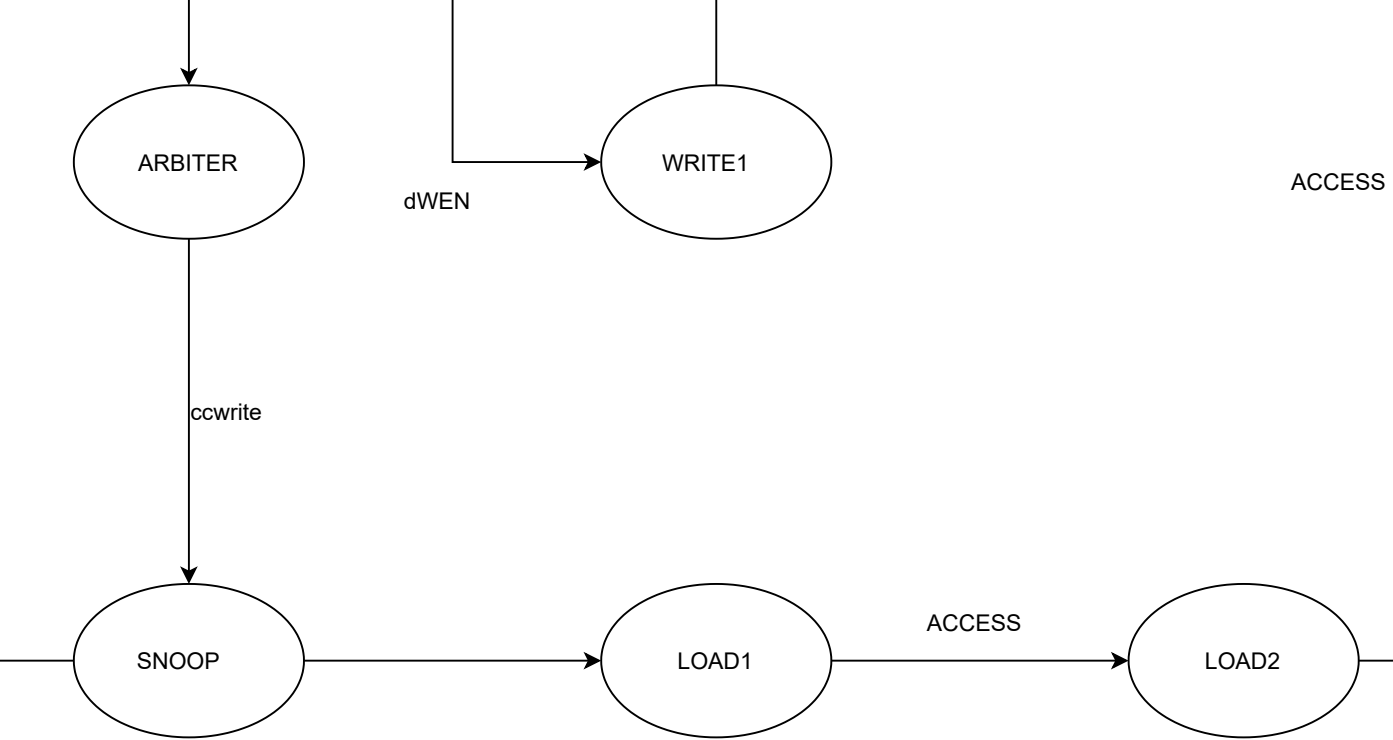 ARBITER
WRITE1
ACCESS
dWEN
ccwrite
ACCESS
SNOOP
LOAD1
LOAD2